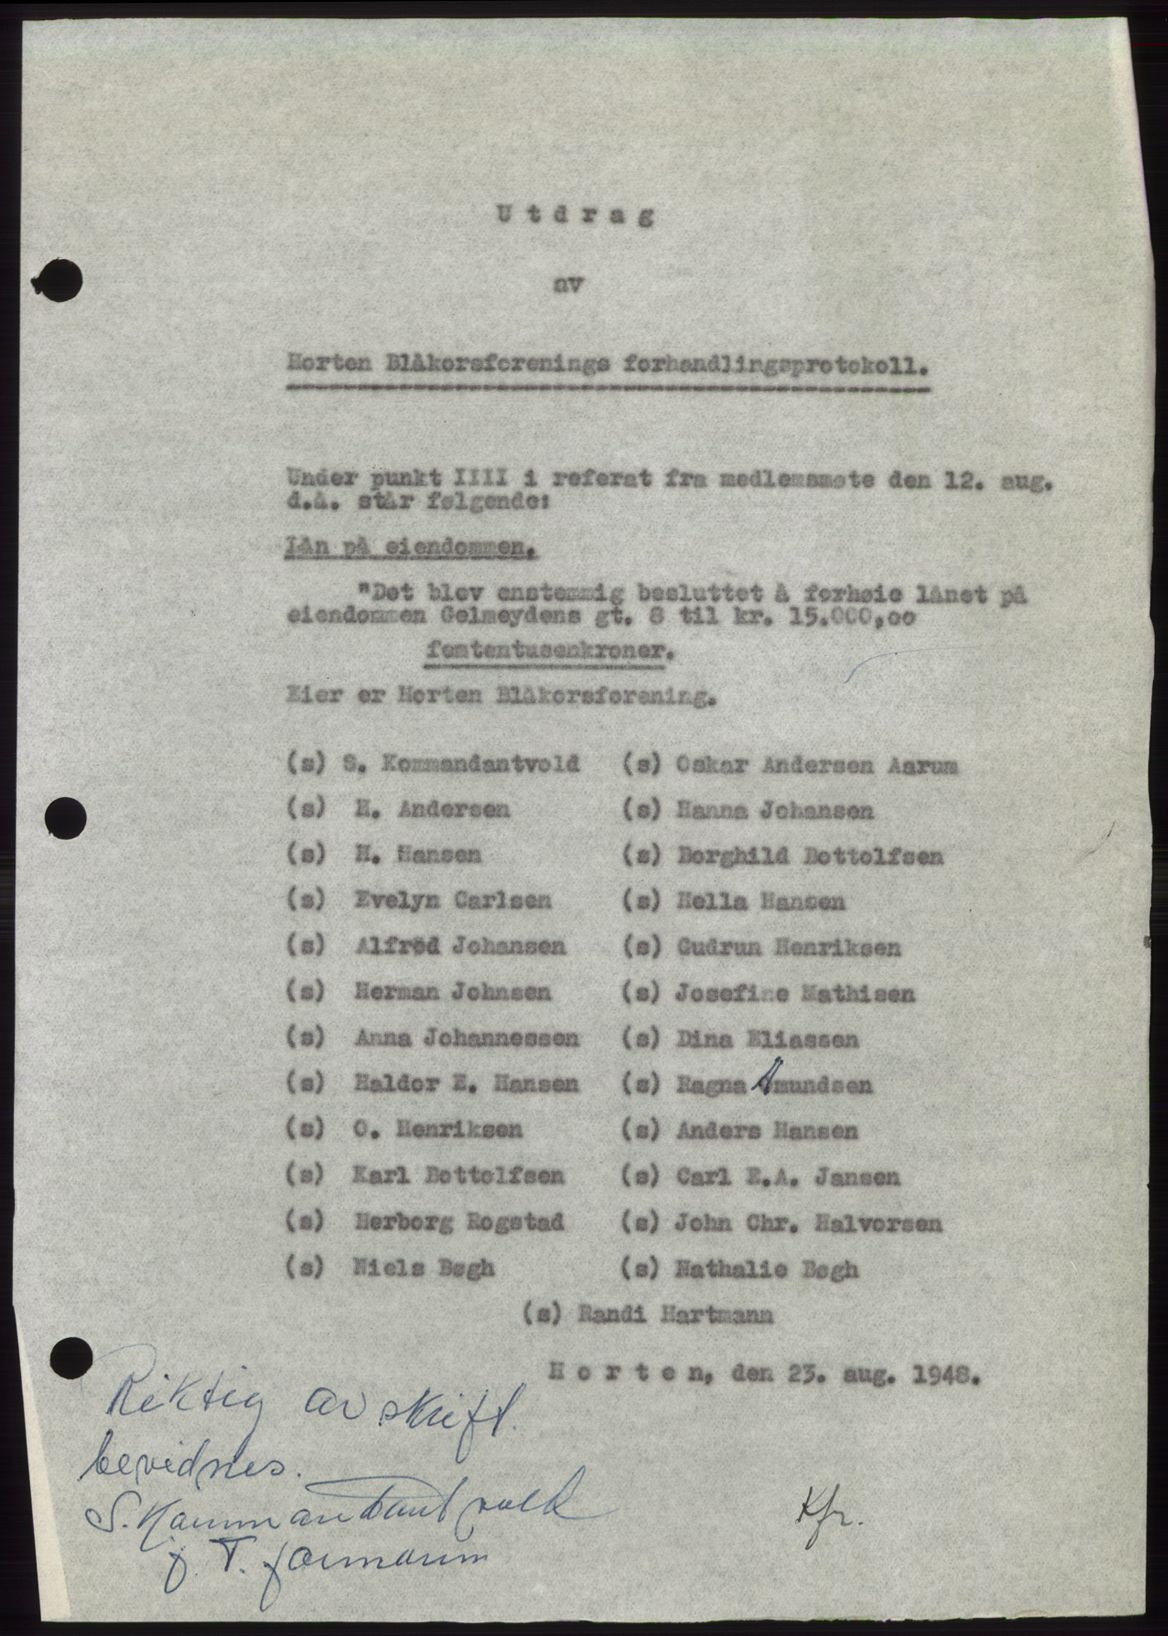 U t d r a g
av
Horten Blåkorsforenings forhandlingsprotokoll.
Under punkt IIII i referat fra medlemsmøte den 12. aug.
d.å. står følgende:
Lån på eiendommen.
"Det blev enstemmig besluttet å forhøie lånet på
eiendommen Gelmeydens gt. 8 til kr. 15.000,oo
femtentusenkroner.
Eier er Horten Blåkorsforening.
(s) S. Kommandantvold (s) Oskar Andersen Aarum
(s) H. Andersen (s) Hanna Johansen
(s) H. Hansen (s) Borghild Bottolfsen
(s) Evelyn Carlsen (s) Hella Hansen
(s) Alfred Johansen (s) Gudrun Henriksen
(s) Herman Johnsen (s) Josefine Mathisen
(s) Anna Johannessen (s) Dina Eliassen
(s) Haldor E. Hansen (s) Ragna Amundsen
(s) O. Henriksen (s) Anders Hansen
(s) Karl Bottolfsen (s) Carl E.A. Jansen
(s) Herborg Rogstad (s) John Chr. Halvorsen
(s) Niels Bøgh (s) Nathalie Bøgh
(s) Randi Hartmann
H o r t e n, den 23. aug. 1948.
Riktig avskrift
bevidnes.
S. Kommandantvold
f. T. formann
Kfr.